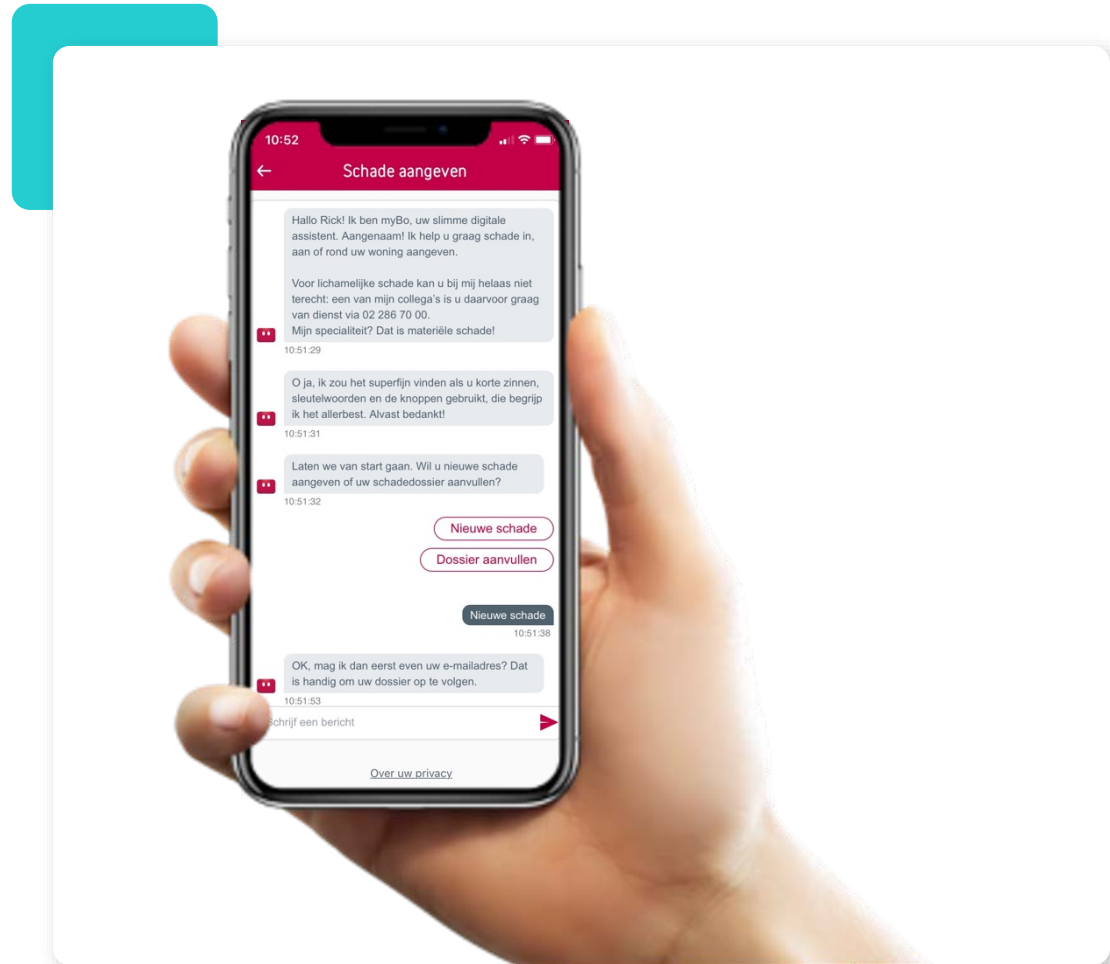 10:52
Schade aangeven
Hallo Rick! Ik ben myBo, uw slimme digitale
assistent. Aangenaam! Ik help u graag schade in,
aan of rond uw woning aangeven.
Voor lichamelijke schade kan u bij mij helaas niet
terecht: een van mijn collega's is u daarvoor graag
van dienst via 02 286 70 00.
Mijn specialiteit? Dat is materiële schade!
10:51:29
O ja, ik zou het superfijn vinden als u korte zinnen,
sleutelwoorden en de knoppen gebruikt, die begrijp
ik het allerbest. Alvast bedankt!
10:51:31
Laten we van start gaan. Wil u nieuwe schade
aangeven of uw schadedossier aanvullen?
10:51:32
Nieuwe schade
Dossier aanvullen
Nieuwe schade
10:51:38
OK, mag ik dan eerst even uw e-mailadres? Dat
is handig om uw dossier op te volgen.
10:51:53
Schrijf een bericht
Over uw privacy